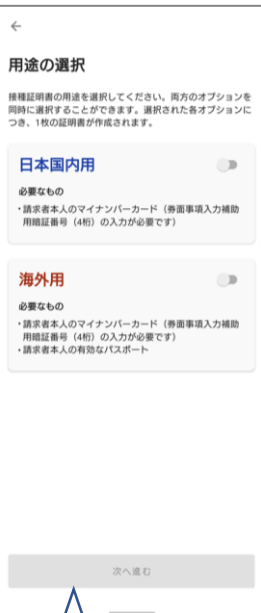 用途の選択
接種証明書の用途を選択してください。両方のオプションを
同時に選択することができます。選択された各オプションに
つき、1枚の証明書が作成されます。
日本国内用
必要なもの
・請求者本人のマイナンバーカード（券面事項入力補助
用暗証番号（4桁）の入力が必要です）
海外用
必要なもの
・請求者本人のマイナンバーカード（券面事項入力補助
用暗証番号（4桁）の入力が必要です）
・請求者本人の有効なパスポート
次へ進む